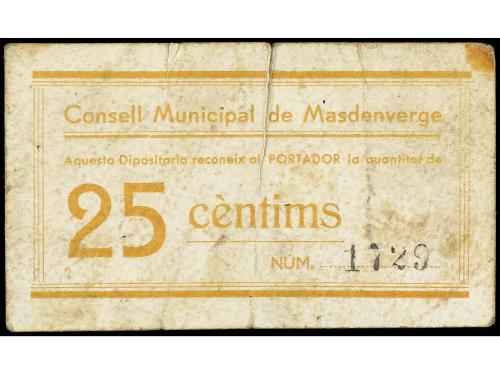 Consell Municipal de Masdenverge
Aquesta Dipositaria reconeix al PORTADOR la quantitat de
25 cèntims
NÚM. 1729